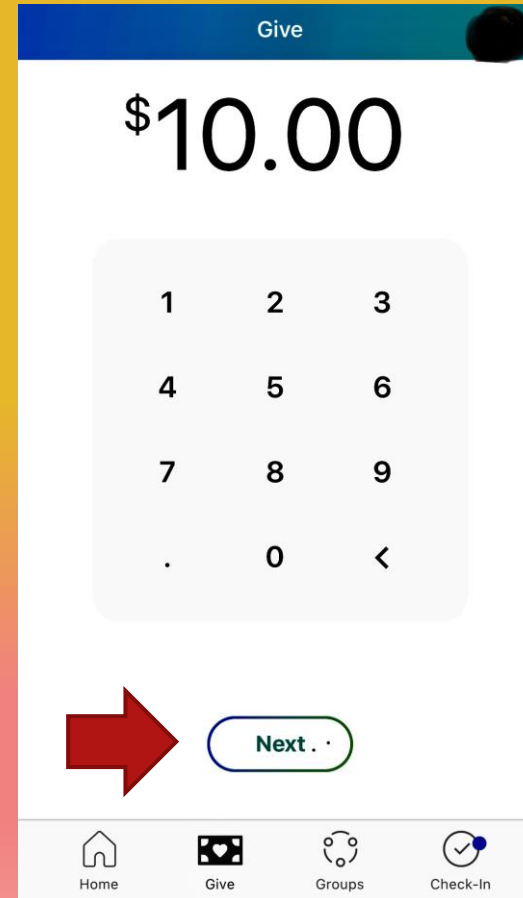 Give
$10.00
1 2 3
4 5 6
7 8 9
. 0 <
Next . ·
Home Give Groups Check-In